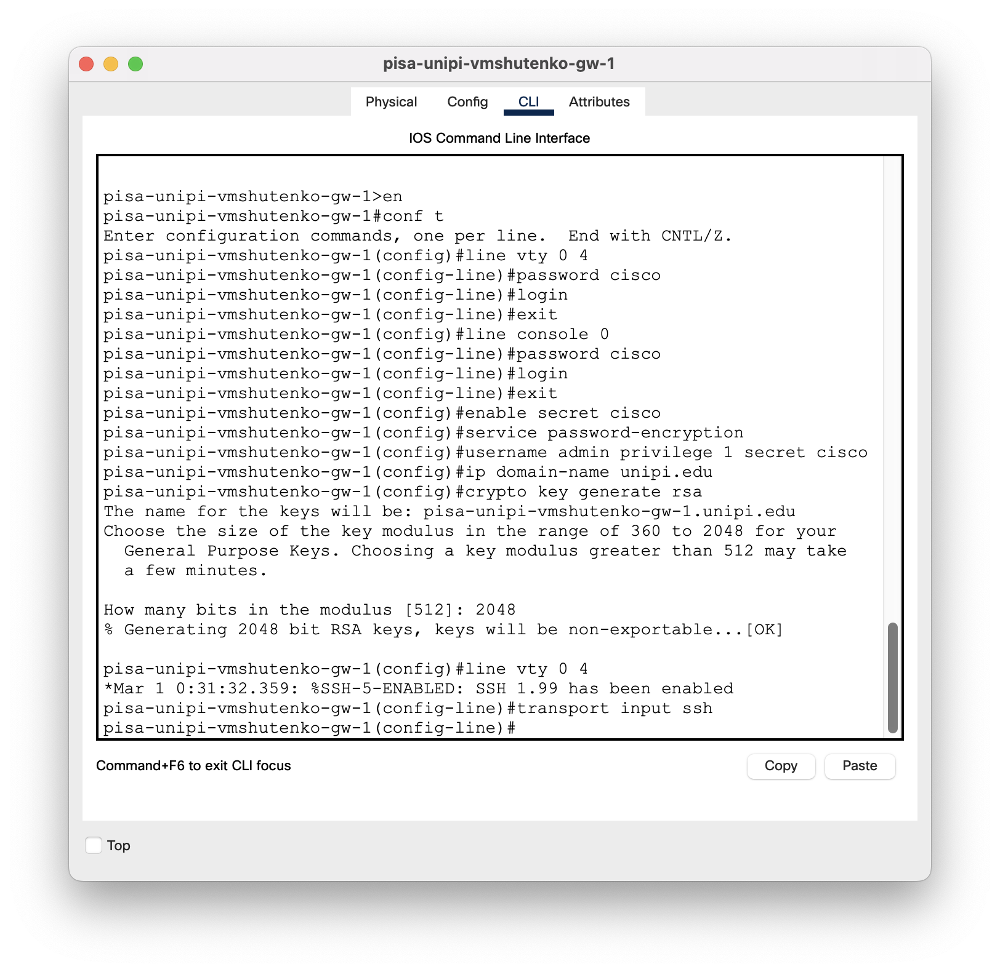 pisa-unipi-vmshutenko-gw-1
Physical Config CLI Attributes
IOS Command Line Interface
pisa-unipi-vmshutenko-gw-1>en
pisa-unipi-vmshutenko-gw-1#conf t
Enter configuration commands, one per line.  End with CNTL/Z.
pisa-unipi-vmshutenko-gw-1(config)#line vty 0 4
pisa-unipi-vmshutenko-gw-1(config-line)#password cisco
pisa-unipi-vmshutenko-gw-1(config-line)#login
pisa-unipi-vmshutenko-gw-1(config-line)#exit
pisa-unipi-vmshutenko-gw-1(config)#line console 0
pisa-unipi-vmshutenko-gw-1(config-line)#password cisco
pisa-unipi-vmshutenko-gw-1(config-line)#login
pisa-unipi-vmshutenko-gw-1(config-line)#exit
pisa-unipi-vmshutenko-gw-1(config)#enable secret cisco
pisa-unipi-vmshutenko-gw-1(config)#service password-encryption
pisa-unipi-vmshutenko-gw-1(config)#username admin privilege 1 secret cisco
pisa-unipi-vmshutenko-gw-1(config)#ip domain-name unipi.edu
pisa-unipi-vmshutenko-gw-1(config)#crypto key generate rsa
The name for the keys will be: pisa-unipi-vmshutenko-gw-1.unipi.edu
Choose the size of the key modulus in the range of 360 to 2048 for your
  General Purpose Keys. Choosing a key modulus greater than 512 may take
  a few minutes.
How many bits in the modulus [512]: 2048
% Generating 2048 bit RSA keys, keys will be non-exportable...[OK]
pisa-unipi-vmshutenko-gw-1(config)#line vty 0 4
*Mar 1 0:31:32.359: %SSH-5-ENABLED: SSH 1.99 has been enabled
pisa-unipi-vmshutenko-gw-1(config-line)#transport input ssh
pisa-unipi-vmshutenko-gw-1(config-line)#
Command+F6 to exit CLI focus
Copy Paste
Top